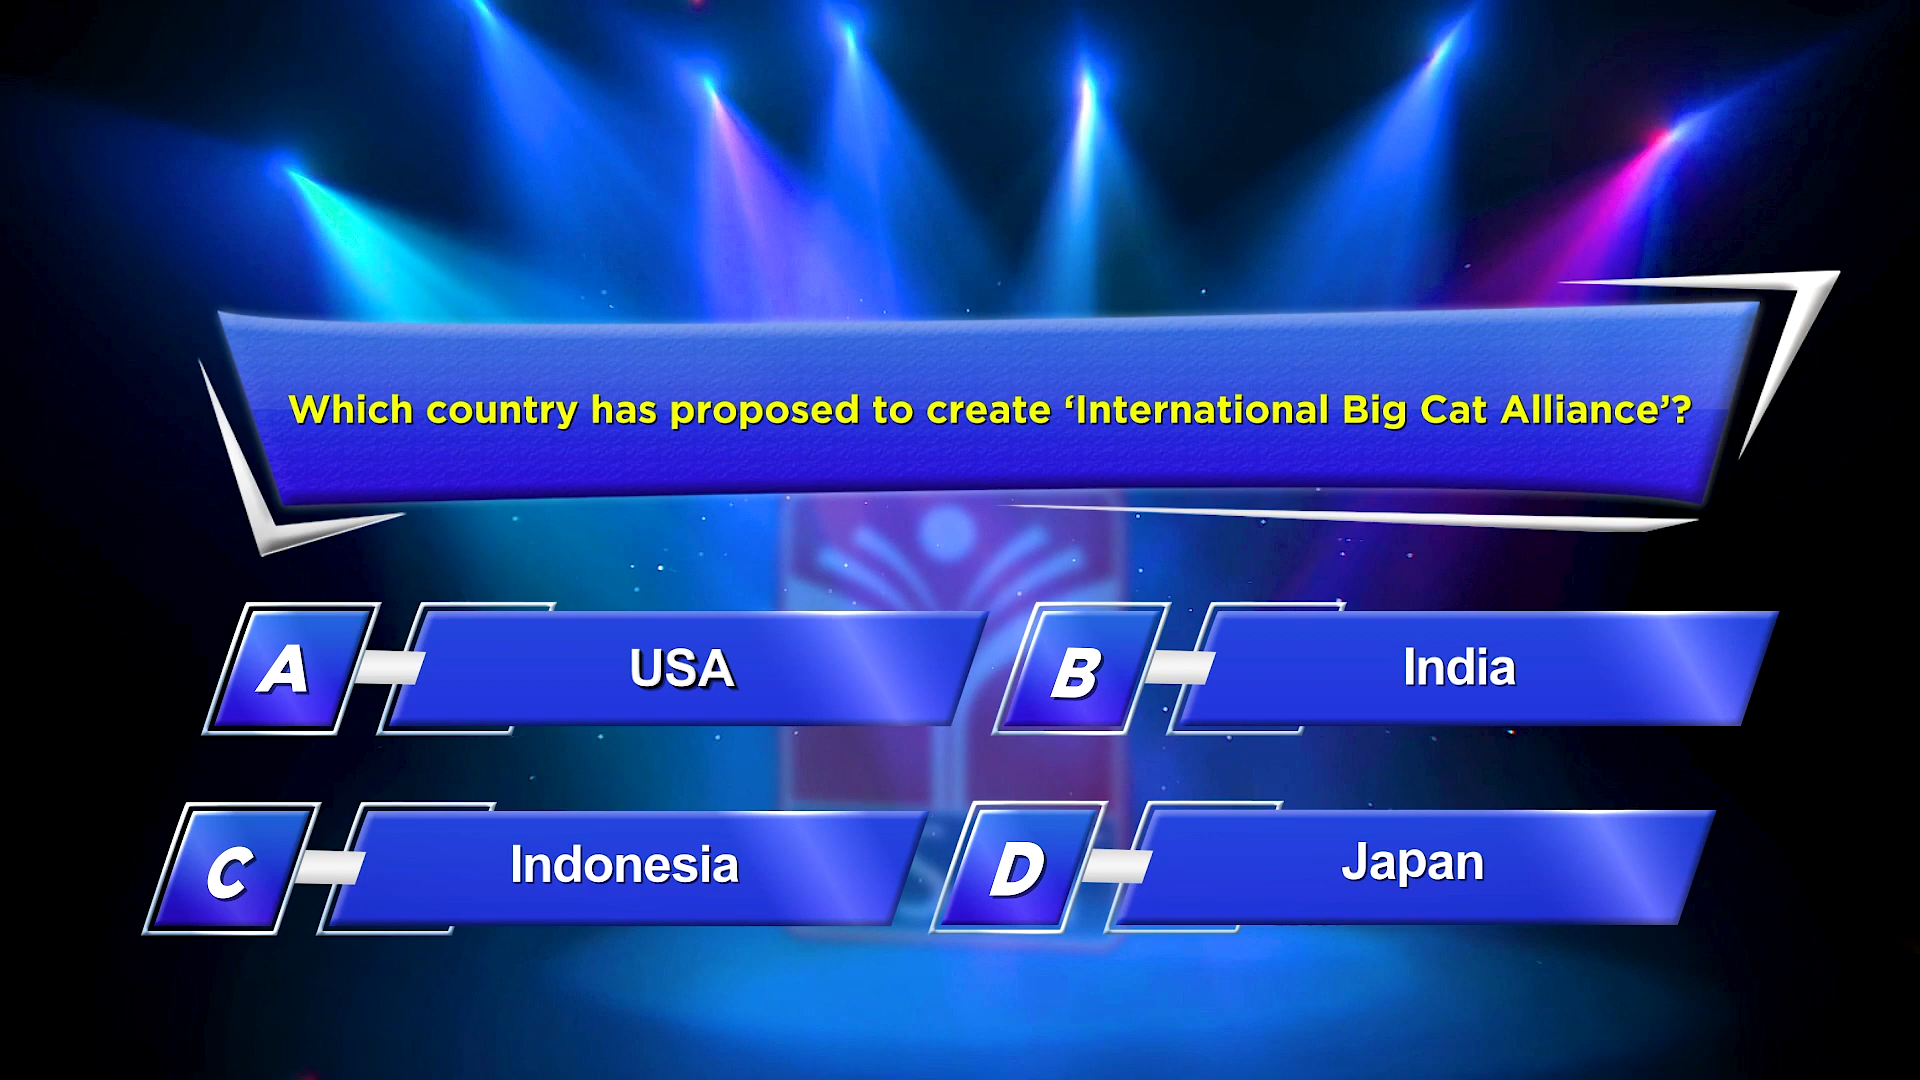 Which country has proposed to create ‘International Big Cat Alliance’?
A USA
B India
C Indonesia
D Japan